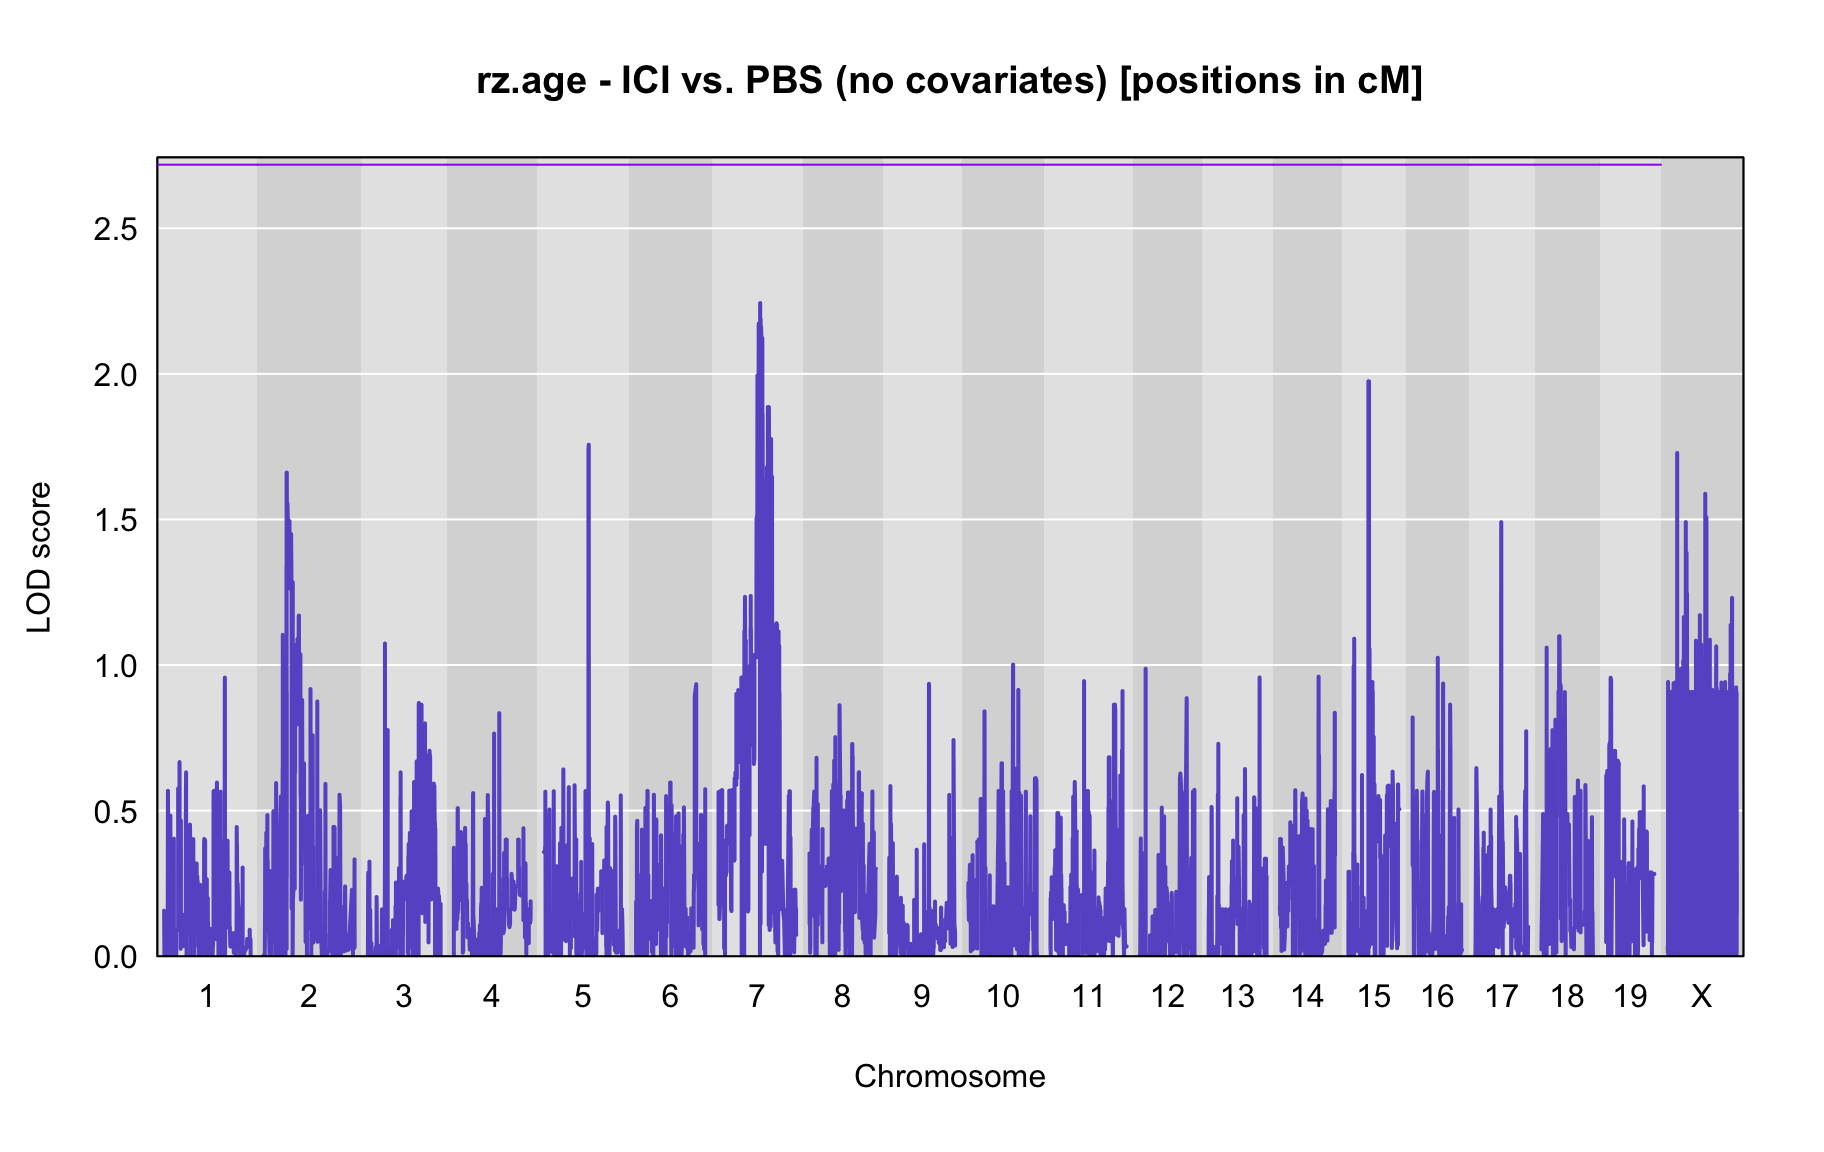 rz.age - ICI vs. PBS (no covariates) [positions in cM]
LOD score
2.5
2.0
1.5
1.0
0.5
0.0
1 2 3 4 5 6 7 8 9 10 11 12 13 14 15 16 17 18 19 X
Chromosome